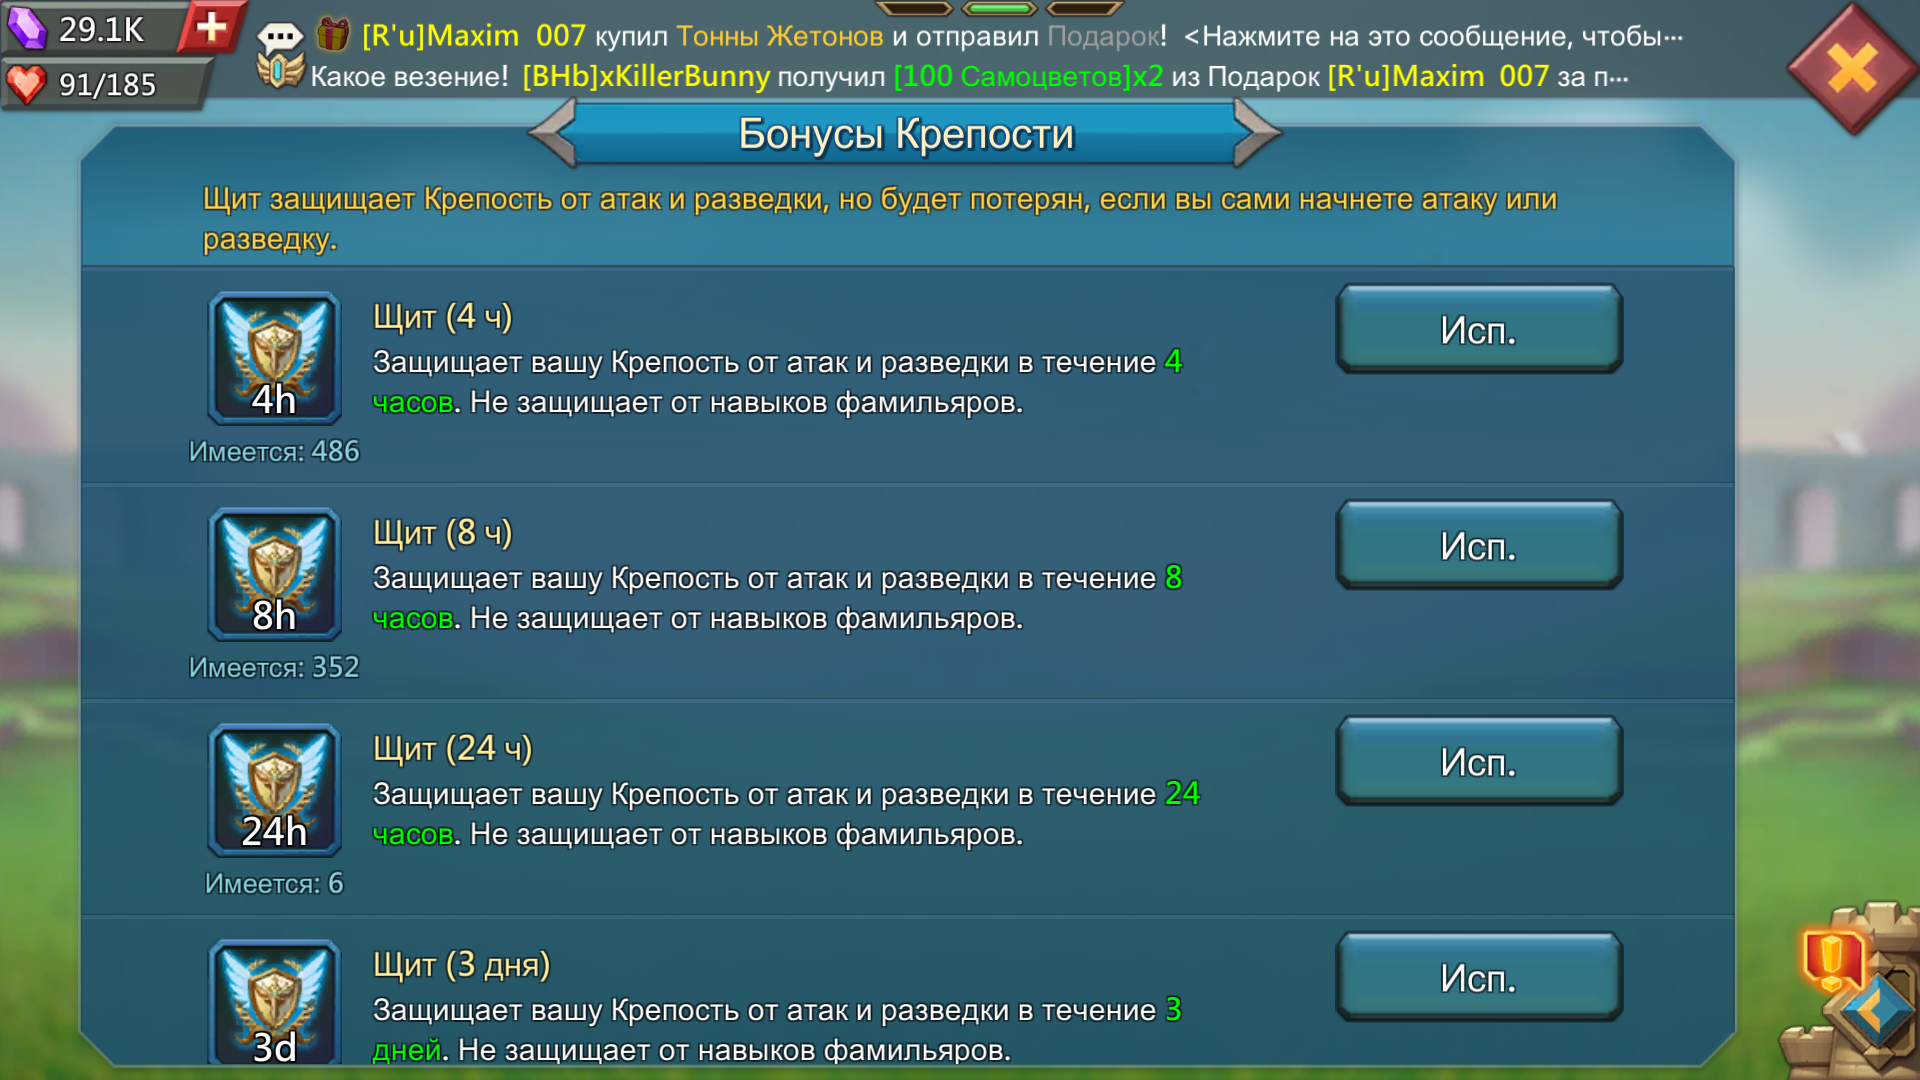 29.1K
91/185
[R'u]Maxim 007 купил Тонны Жетонов и отправил Подарок! <Нажмите на это сообщение, чтобы···
Какое везение! [BHb]xKillerBunny получил [100 Самоцветов]x2 из Подарок [R'u]Maxim 007 за п···
Бонусы Крепости
Щит защищает Крепость от атак и разведки, но будет потерян, если вы сами начнете атаку или
разведку.
Щит (4 ч)
Защищает вашу Крепость от атак и разведки в течение 4
часов. Не защищает от навыков фамильяров.
4h
Имеется: 486
Исп.
Щит (8 ч)
Защищает вашу Крепость от атак и разведки в течение 8
часов. Не защищает от навыков фамильяров.
8h
Имеется: 352
Исп.
Щит (24 ч)
Защищает вашу Крепость от атак и разведки в течение 24
часов. Не защищает от навыков фамильяров.
24h
Имеется: 6
Исп.
Щит (3 дня)
Защищает вашу Крепость от атак и разведки в течение 3
дней. Не защищает от навыков фамильяров.
3d
Исп.